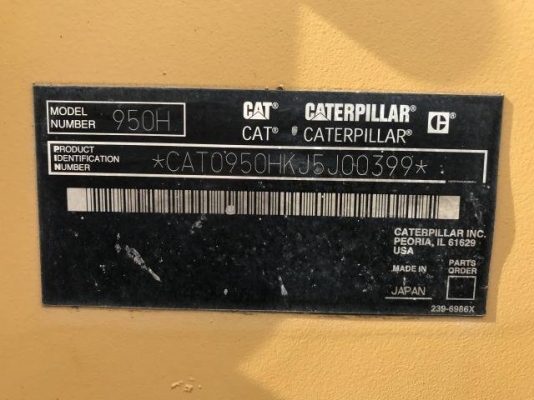 MODEL NUMBER 950H
CAT CATERPILLAR C
CAT® CATERPILLAR®
PRODUCT IDENTIFICATION NUMBER *CAT0950HKJ5J00399*
CATERPILLAR INC.
PEORIA, IL 61629
USA
MADE IN PARTS ORDER
JAPAN
239-6986X